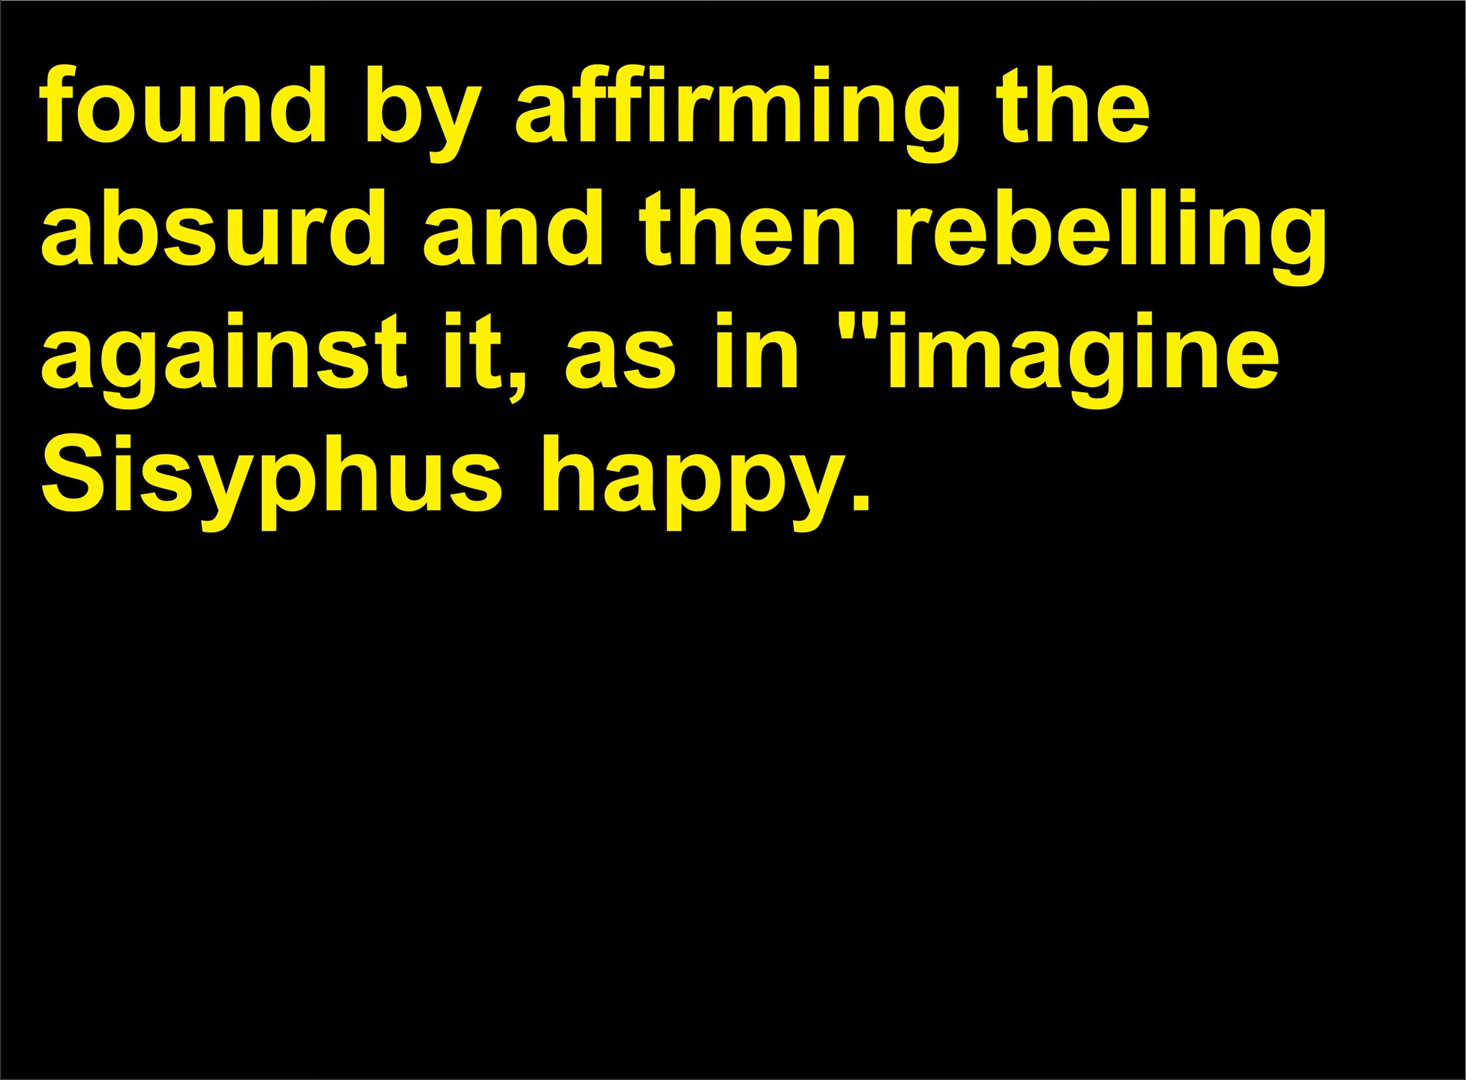 found by affirming the
absurd and then rebelling
against it, as in "imagine
Sisyphus happy.